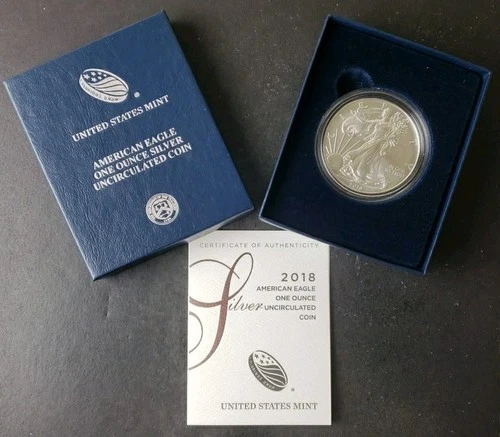 UNITED STATES MINT
AMERICAN EAGLE
ONE OUNCE SILVER
UNCIRCULATED COIN
CERTIFICATE OF AUTHENTICITY
2018
AMERICAN EAGLE
ONE OUNCE
Silver UNCIRCULATED
COIN
UNITED STATES MINT